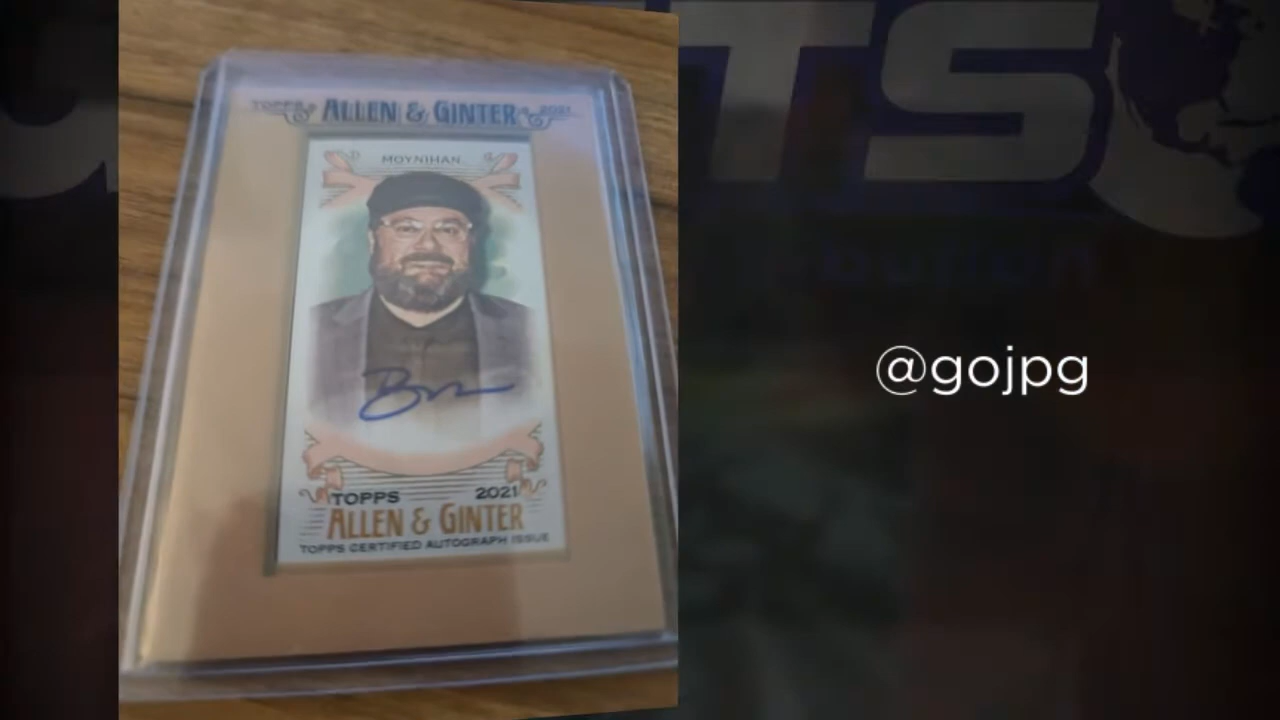 TOPPS ALLEN & GINTER 2021
MOYNIHAN
TOPPS 2021
ALLEN & GINTER
TOPPS CERTIFIED AUTOGRAPH ISSUE
@gojpg